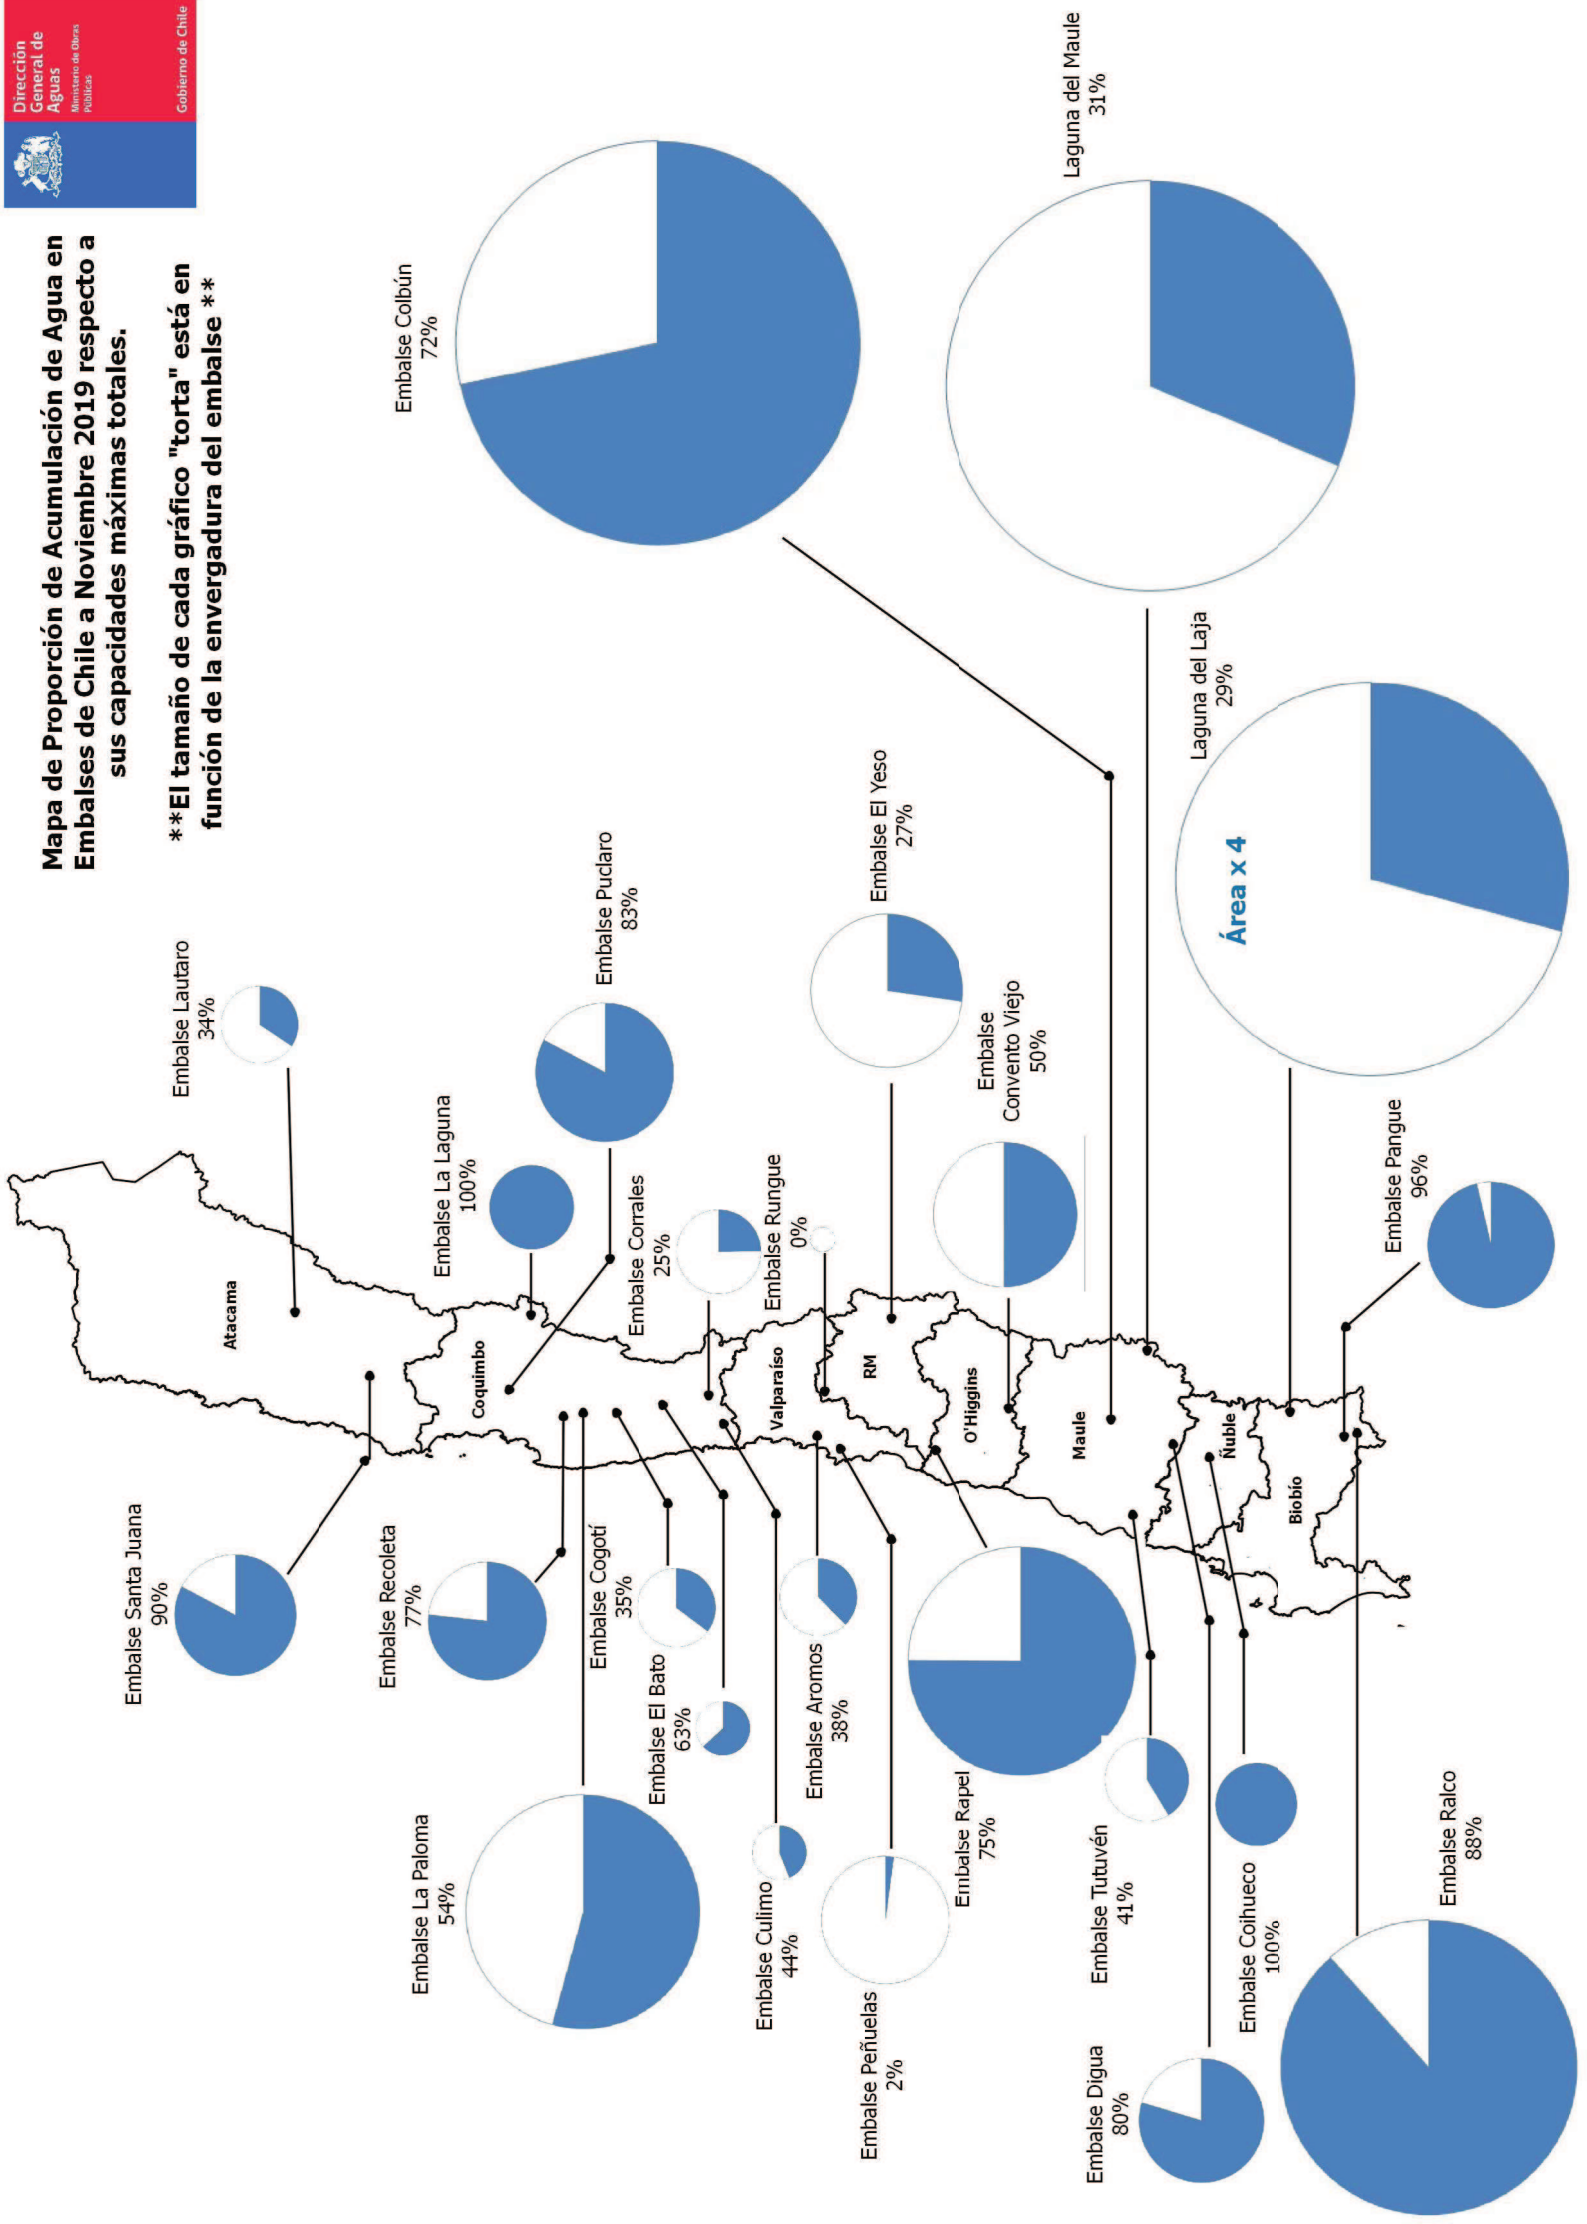 Dirección
General de
Aguas
Ministerio de Obras
Públicas
Gobierno de Chile
Mapa de Proporción de Acumulación de Agua en
Embalses de Chile a Noviembre 2019 respecto a
sus capacidades máximas totales.
**El tamaño de cada gráfico "torta" está en
función de la envergadura del embalse **
Embalse Santa Juana
90%
Embalse Lautaro
34%
Atacama
Embalse Recoleta
77%
Embalse La Paloma
54%
Coquimbo
Embalse La Laguna
100%
Embalse Puclaro
83%
Embalse Colbún
72%
Embalse Cogotí
35%
Embalse Corrales
25%
Embalse El Bato
63%
Embalse Culimo
44%
Embalse Rungue
0%
Valparaíso
Embalse Aromos
38%
Embalse Peñuelas
2%
RM
Embalse El Yeso
27%
Embalse Rapel
75%
O'Higgins
Embalse
Convento Viejo
50%
Laguna del Maule
31%
Maule
Embalse Tutuvén
41%
Embalse Digua
80%
Ñuble
Laguna del Laja
29%
Área x 4
Embalse Coihueco
100%
Biobío
Embalse Pangue
96%
Embalse Ralco
88%